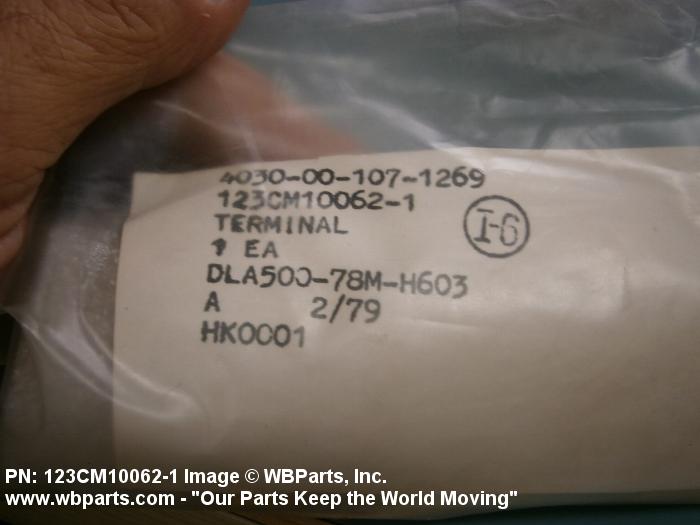 4030-00-107-1269
123CM10062-1
I-6
TERMINAL
1 EA
DLA500-78M-H603
A 2/79
HK0001
PN: 123CM10062-1 Image © WBParts, Inc.
www.wbparts.com - "Our Parts Keep the World Moving"